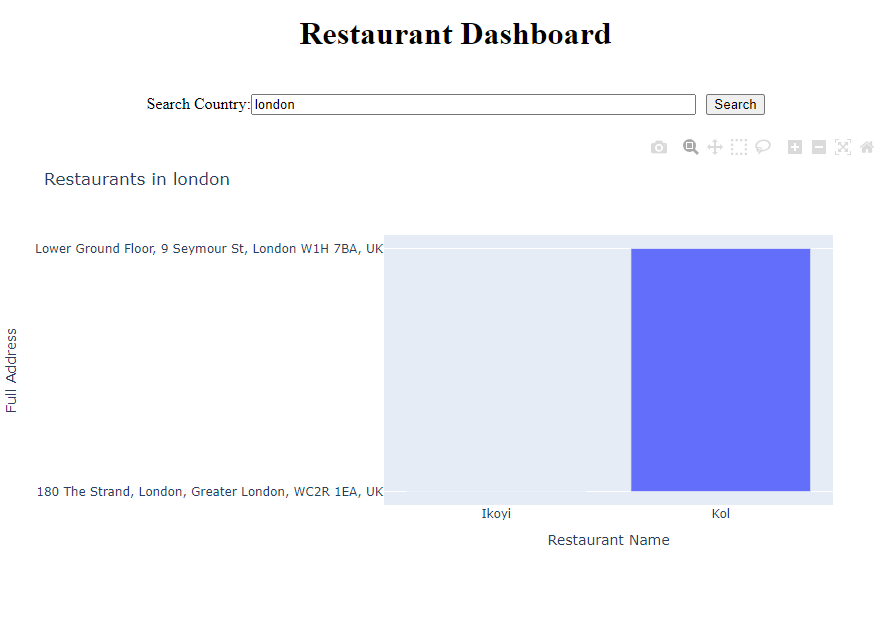 Restaurant Dashboard
Search Country: london Search
Restaurants in london
Full Address
Lower Ground Floor, 9 Seymour St, London W1H 7BA, UK
180 The Strand, London, Greater London, WC2R 1EA, UK
Ikoyi Kol
Restaurant Name